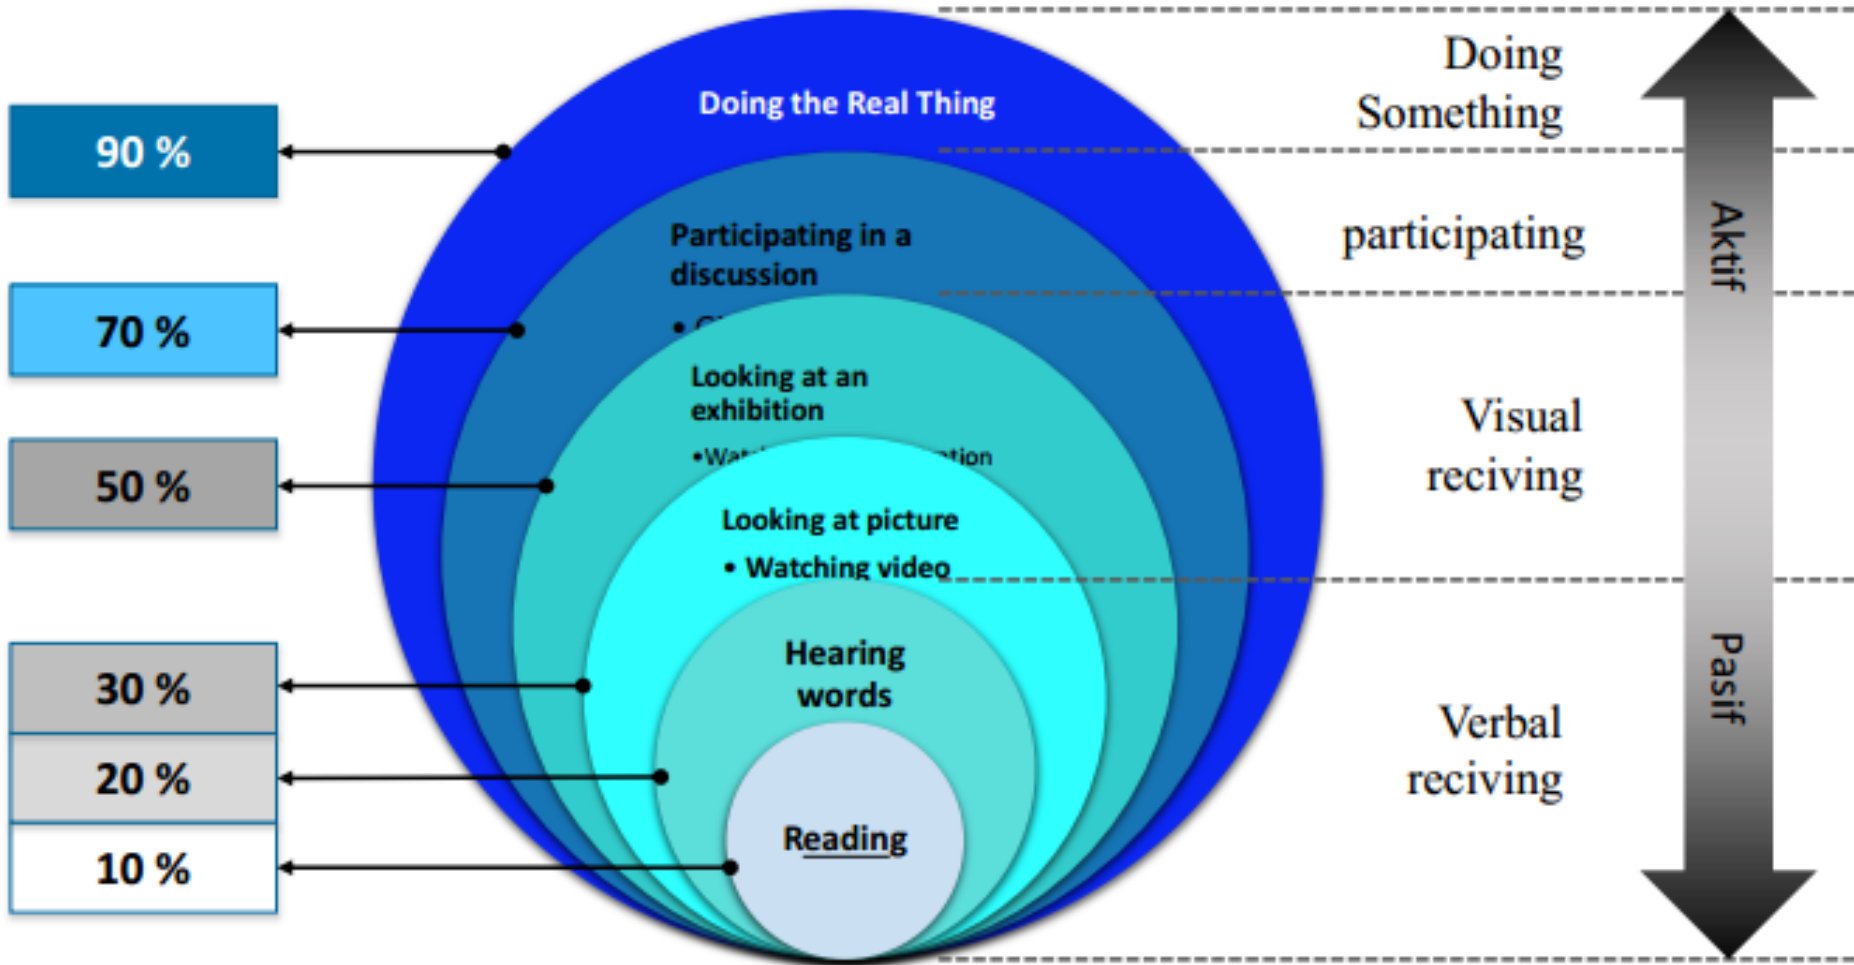 90 %
70 %
50 %
30 %
20 %
10 %
Doing the Real Thing
Participating in a
discussion
•
Looking at an
exhibition
•
Looking at picture
• Watching video
Hearing
words
Reading
Doing
Something
participating
Visual
reciving
Verbal
reciving
Aktif
Pasif